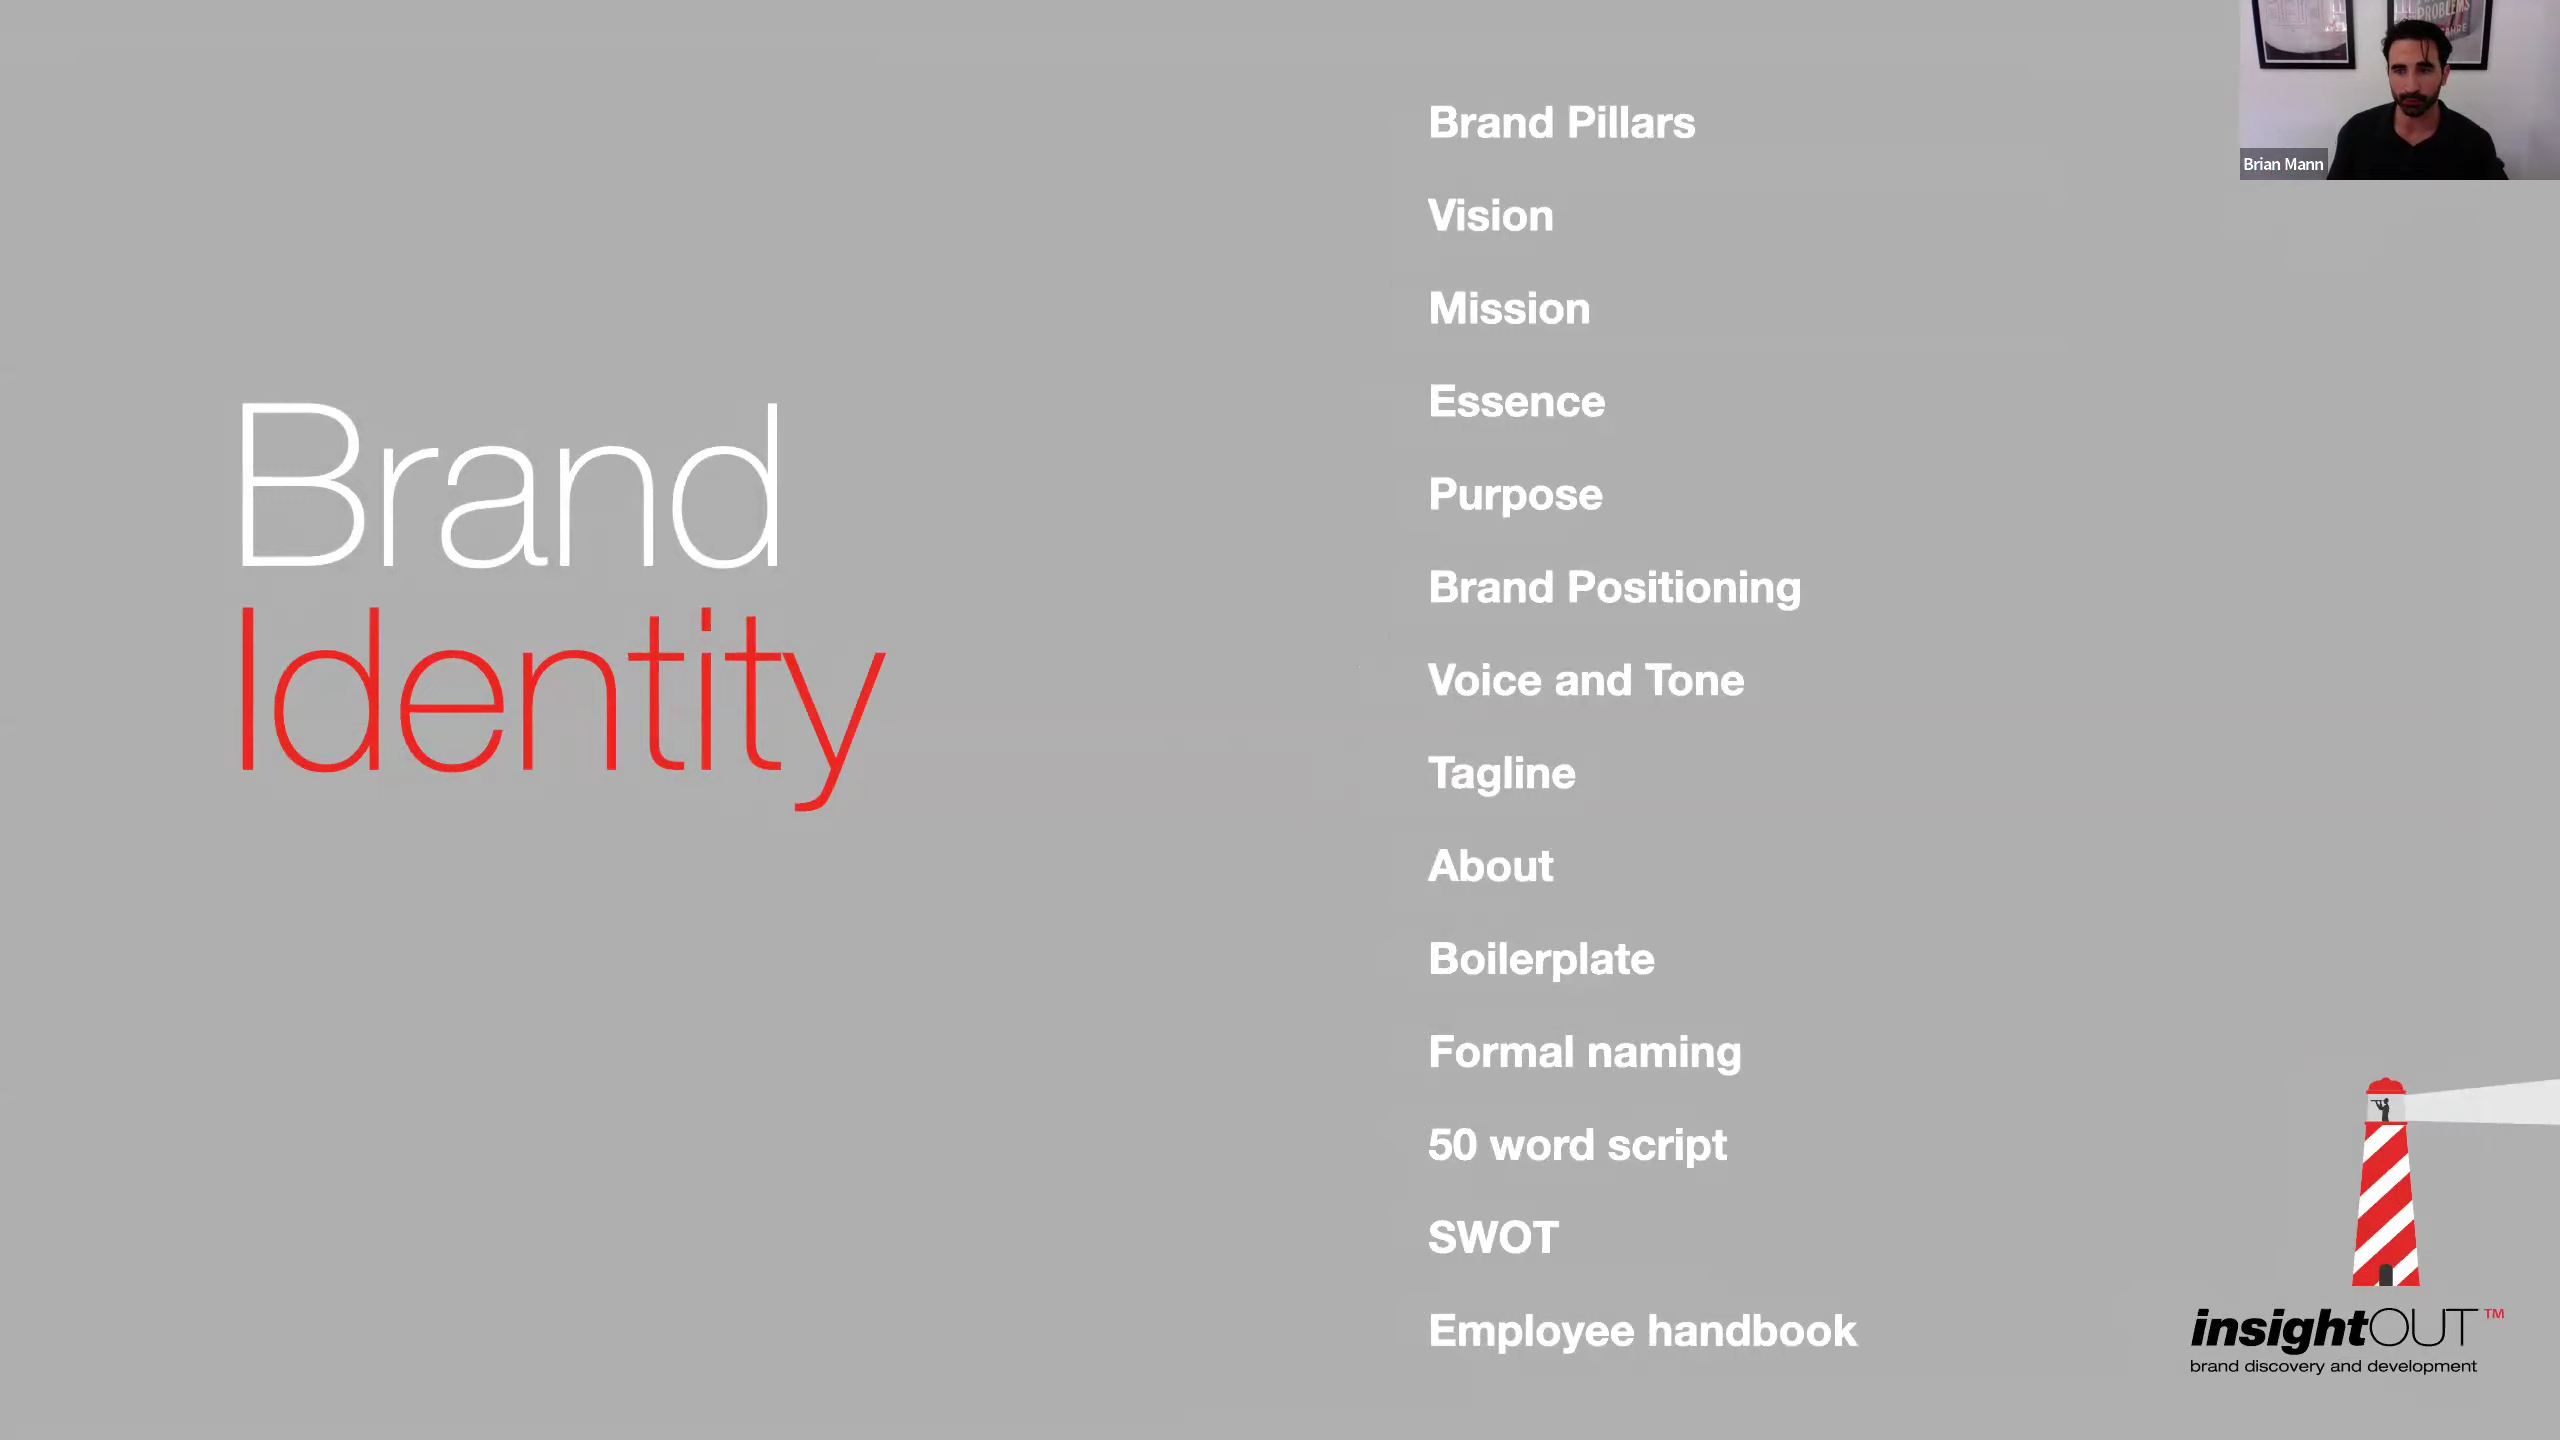 Brand
Identity
Brand Pillars
Vision
Mission
Essence
Purpose
Brand Positioning
Voice and Tone
Tagline
About
Boilerplate
Formal naming
50 word script
SWOT
Employee handbook
PROBLEMS
Brian Mann
insightOUT™
brand discovery and development